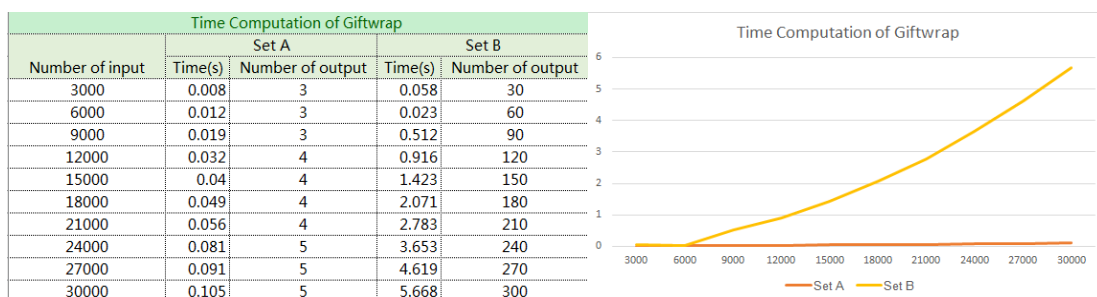 Time Computation of Giftwrap
Set A Set B
Number of input Time(s) Number of output Time(s) Number of output
3000 0.008 3 0.058 30
6000 0.012 3 0.023 60
9000 0.019 3 0.512 90
12000 0.032 4 0.916 120
15000 0.04 4 1.423 150
18000 0.049 4 2.071 180
21000 0.056 4 2.783 210
24000 0.081 5 3.653 240
27000 0.091 5 4.619 270
30000 0.105 5 5.668 300
Time Computation of Giftwrap
6
5
4
3
2
1
0
3000 6000 9000 12000 15000 18000 21000 24000 27000 30000
Set A Set B